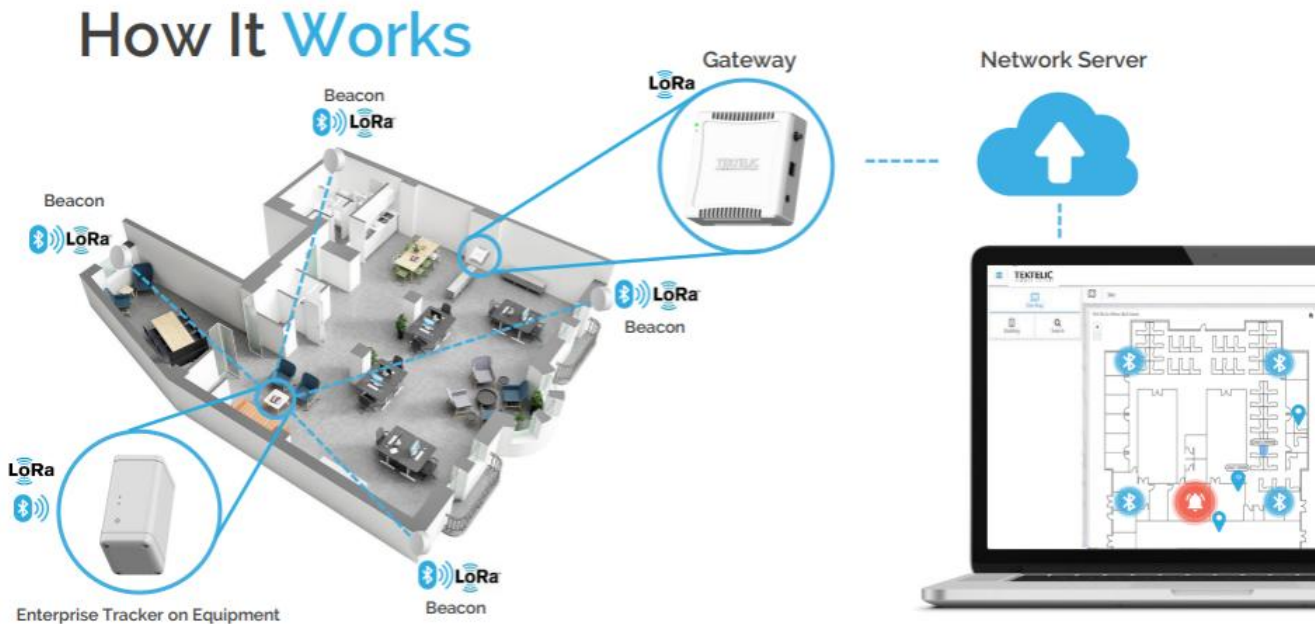 How It Works
Gateway
Network Server
LoRa
Beacon
LoRa
TEKTELIC
Beacon
LoRa
TEKTELIC
LoRa
Beacon
LoRa
LoRa
Beacon
Enterprise Tracker on Equipment